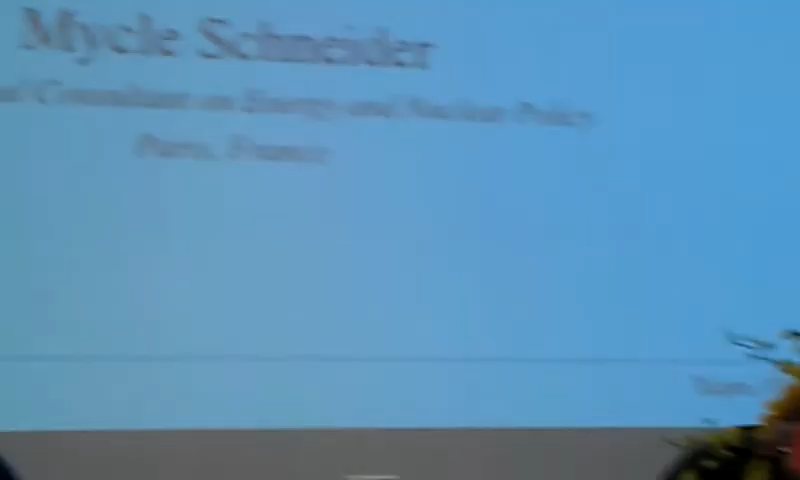 Mycle Schneider
Consultant on Energy and Nuclear Policy
Paris, France